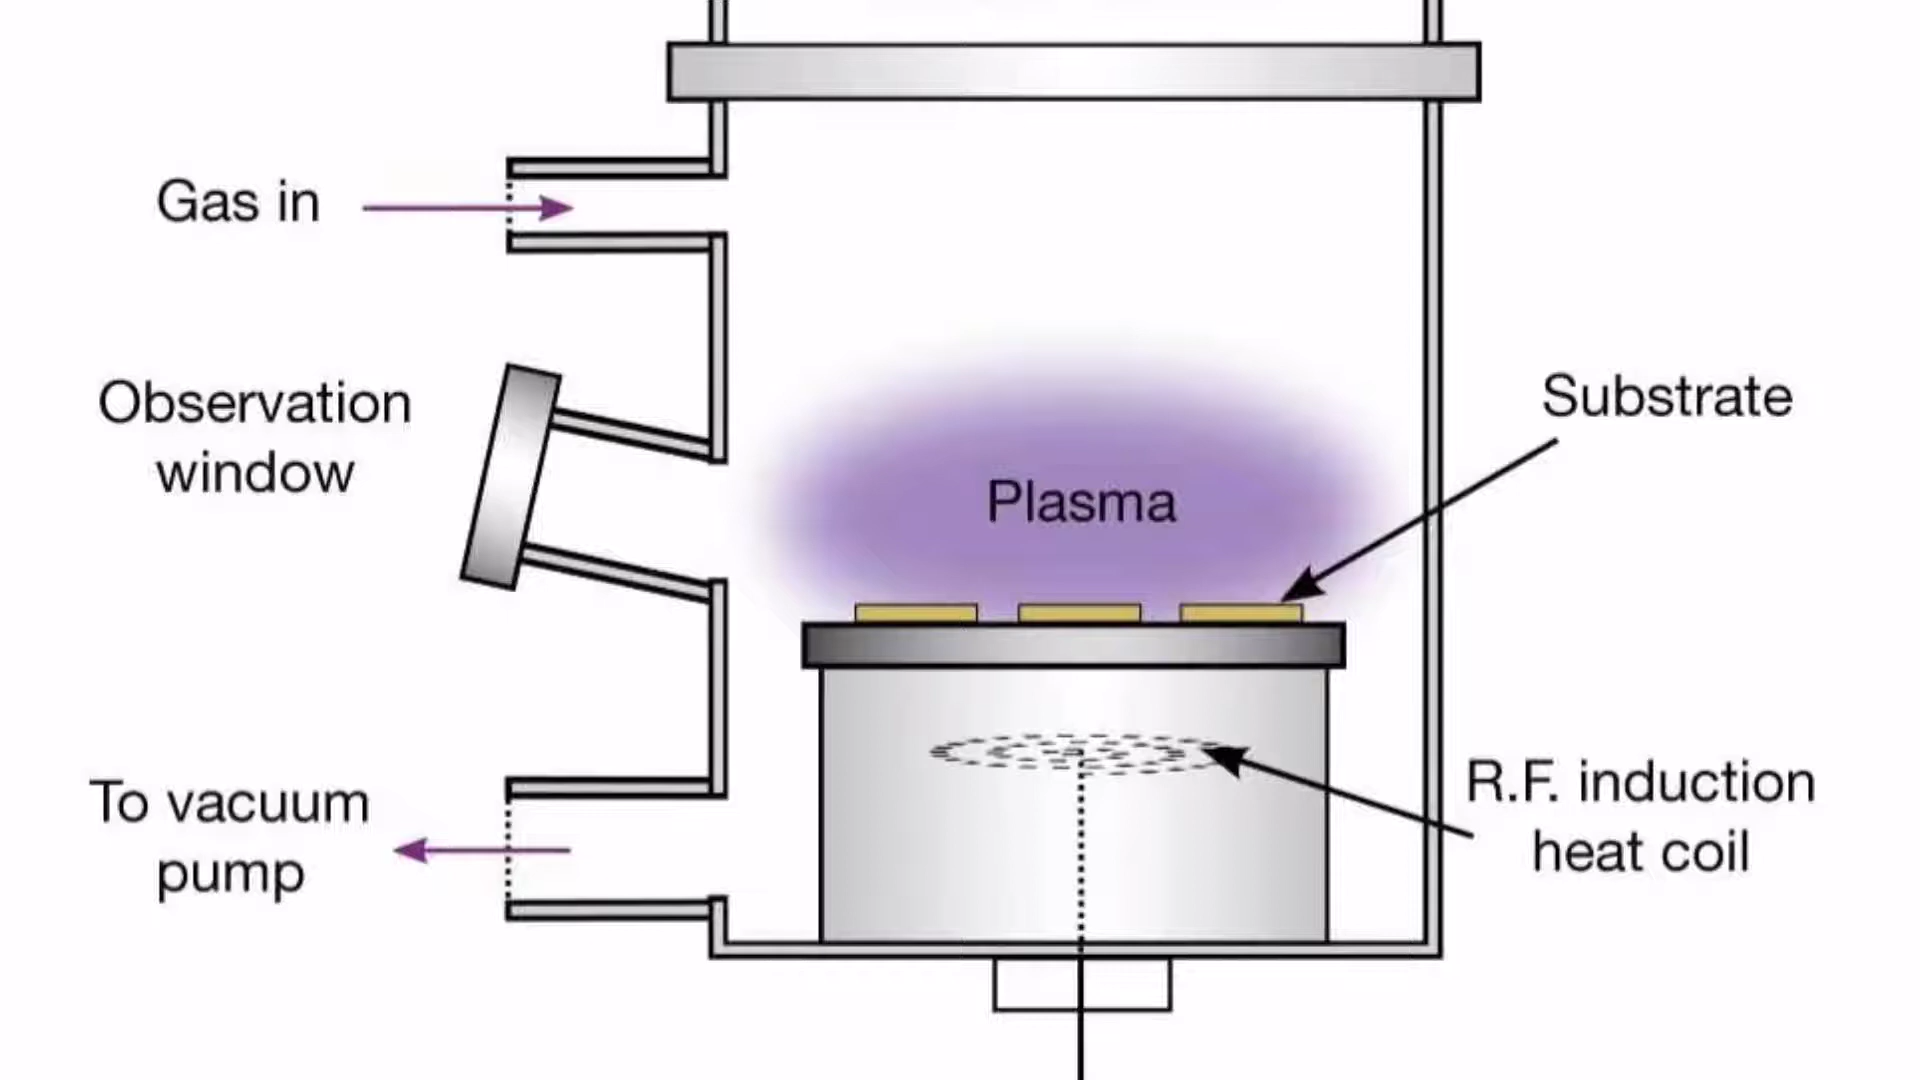 Gas in
Observation
window
Plasma
Substrate
To vacuum
pump
R.F. induction
heat coil